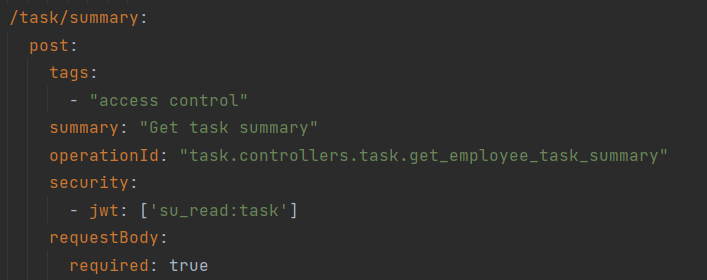 /task/summary:
  post:
    tags:
      - "access control"
    summary: "Get task summary"
    operationId: "task.controllers.task.get_employee_task_summary"
    security:
      - jwt: ['su_read:task']
    requestBody:
      required: true